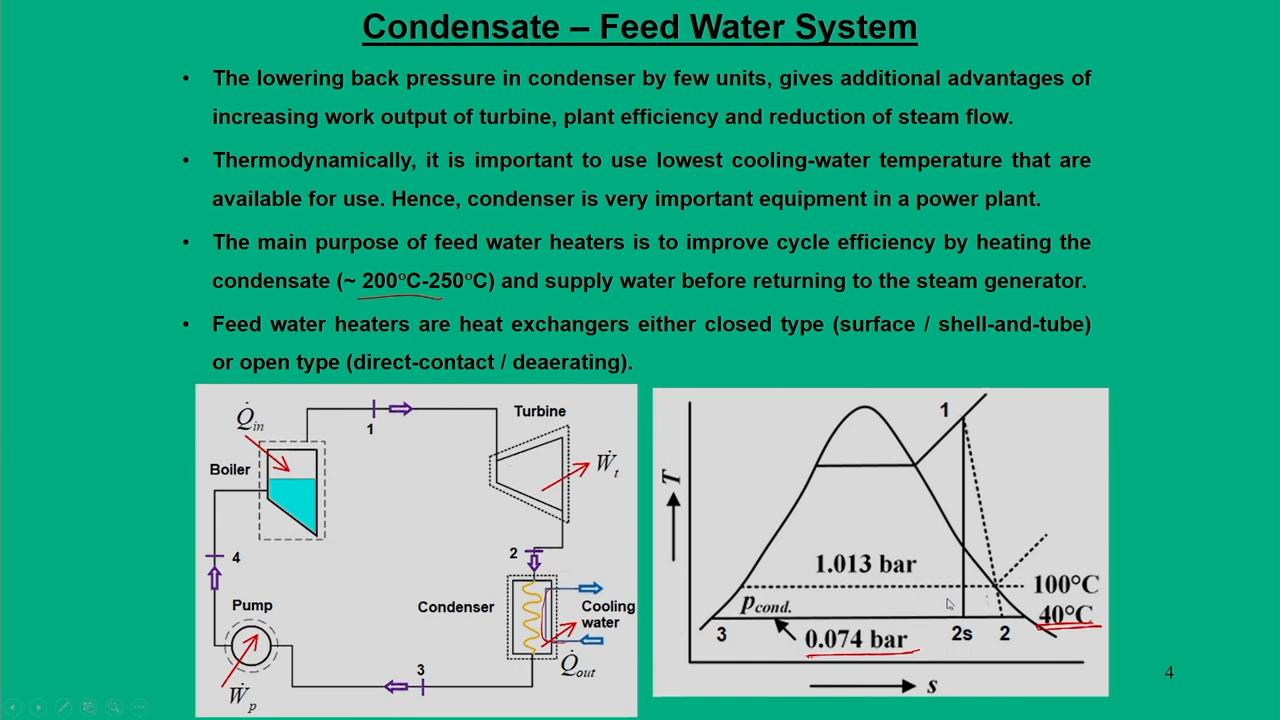 Condensate – Feed Water System
• The lowering back pressure in condenser by few units, gives additional advantages of
increasing work output of turbine, plant efficiency and reduction of steam flow.
• Thermodynamically, it is important to use lowest cooling-water temperature that are
available for use. Hence, condenser is very important equipment in a power plant.
• The main purpose of feed water heaters is to improve cycle efficiency by heating the
condensate (~ 200°C-250°C) and supply water before returning to the steam generator.
• Feed water heaters are heat exchangers either closed type (surface / shell-and-tube)
or open type (direct-contact / deaerating).
Q̇in
1
Turbine
Boiler
Ẇt
4
2
Pump
Condenser
Cooling
water
Q̇out
3
Ẇp
1
T
1.013 bar
100°C
pcond.
40°C
3
0.074 bar
2s
2
s
4